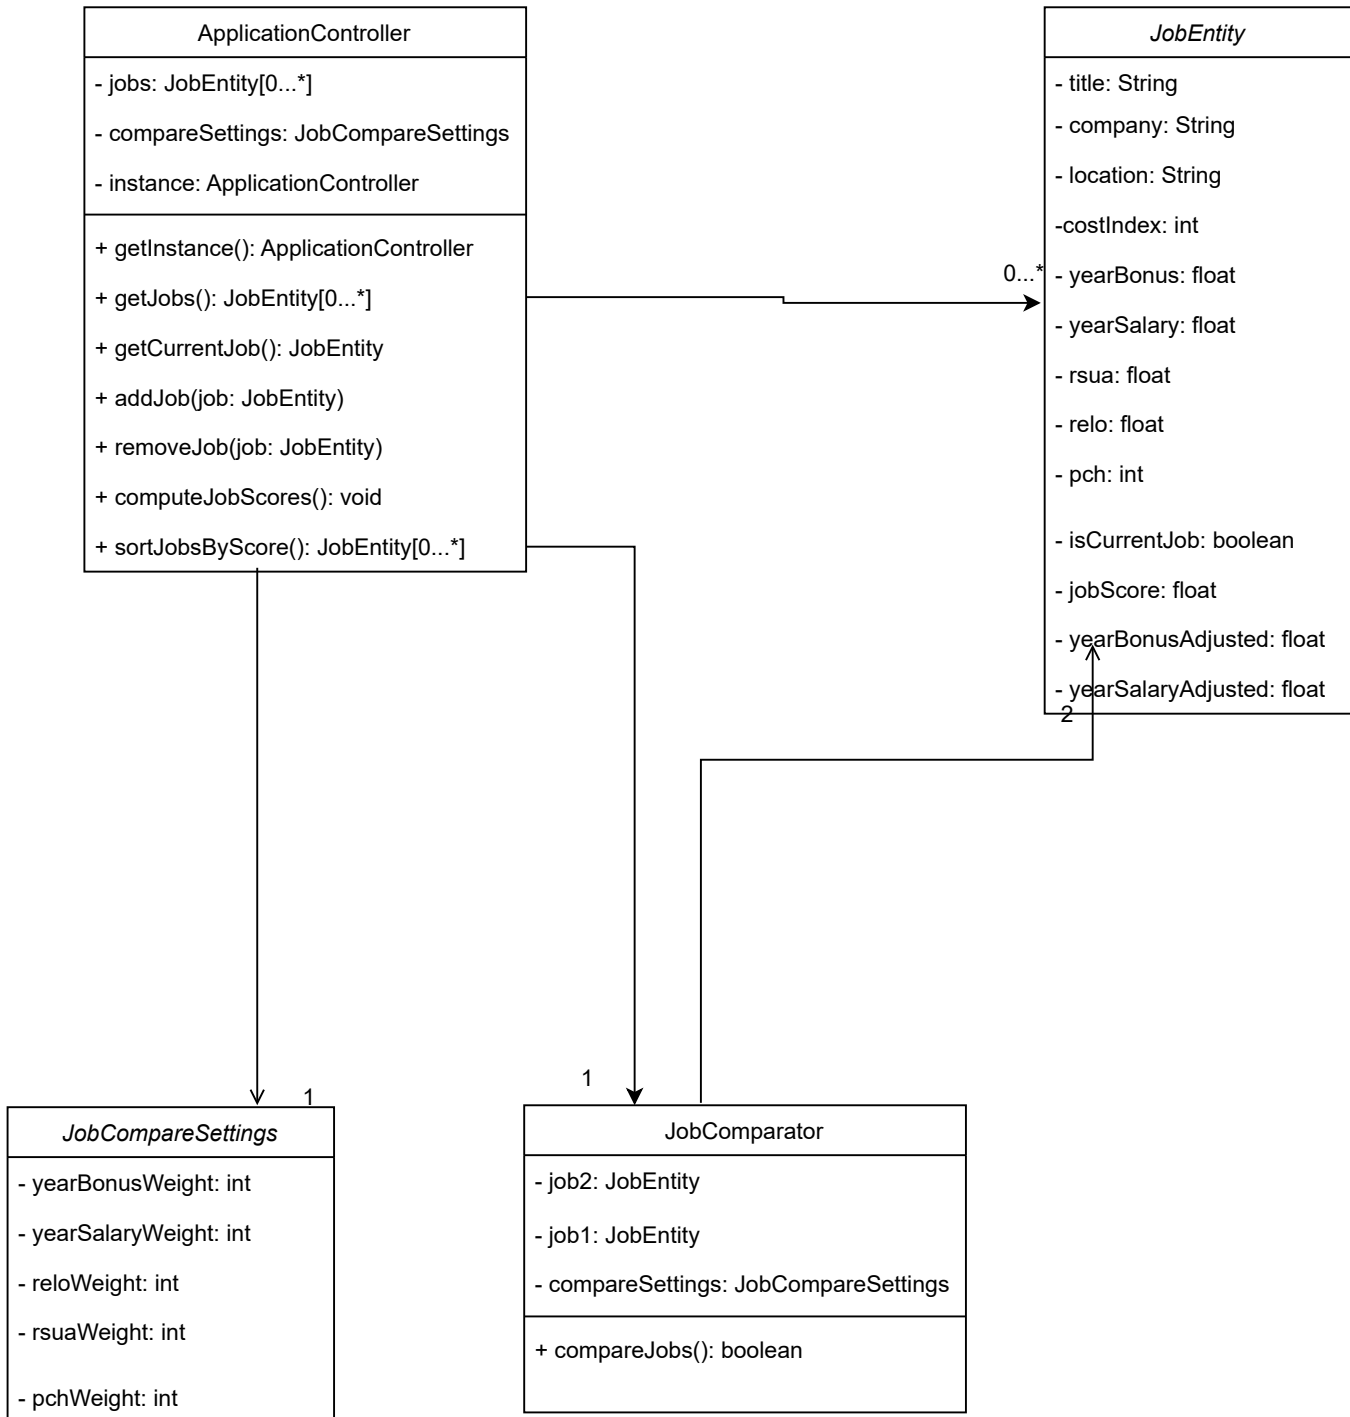 ApplicationController
- jobs: JobEntity[0...*]
- compareSettings: JobCompareSettings
- instance: ApplicationController
+ getInstance(): ApplicationController
+ getJobs(): JobEntity[0...*]
+ getCurrentJob(): JobEntity
+ addJob(job: JobEntity)
+ removeJob(job: JobEntity)
+ computeJobScores(): void
+ sortJobsByScore(): JobEntity[0...*]
0...*
JobEntity
- title: String
- company: String
- location: String
-costIndex: int
- yearBonus: float
- yearSalary: float
- rsua: float
- relo: float
- pch: int
- isCurrentJob: boolean
- jobScore: float
- yearBonusAdjusted: float
- yearSalaryAdjusted: float
2
1
JobCompareSettings
- yearBonusWeight: int
- yearSalaryWeight: int
- reloWeight: int
- rsuaWeight: int
- pchWeight: int
1
JobComparator
- job2: JobEntity
- job1: JobEntity
- compareSettings: JobCompareSettings
+ compareJobs(): boolean